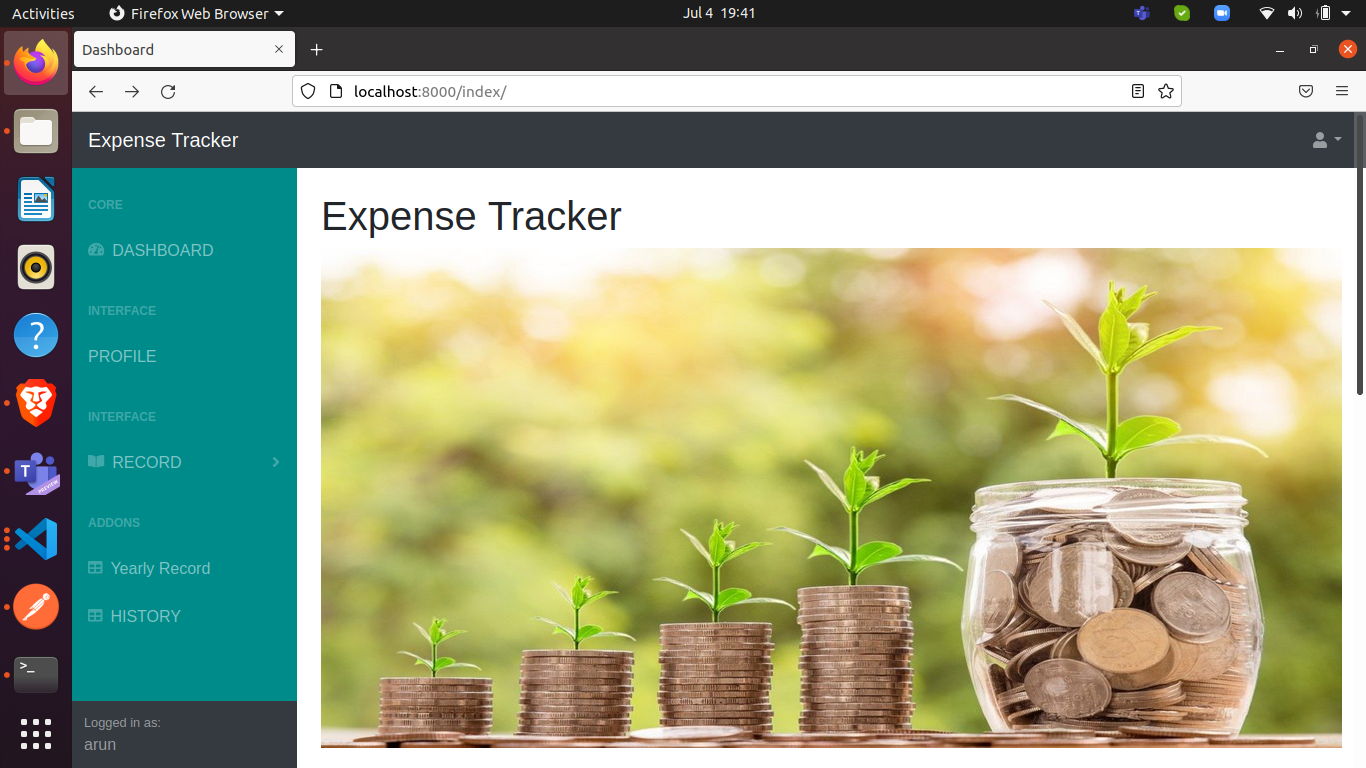 Activities
Firefox Web Browser
Jul 4 19:41
Dashboard
localhost:8000/index/
Expense Tracker
CORE
DASHBOARD
INTERFACE
PROFILE
INTERFACE
RECORD
ADDONS
Yearly Record
HISTORY
Logged in as:
arun
Expense Tracker
T
PREVIEW
?
>_